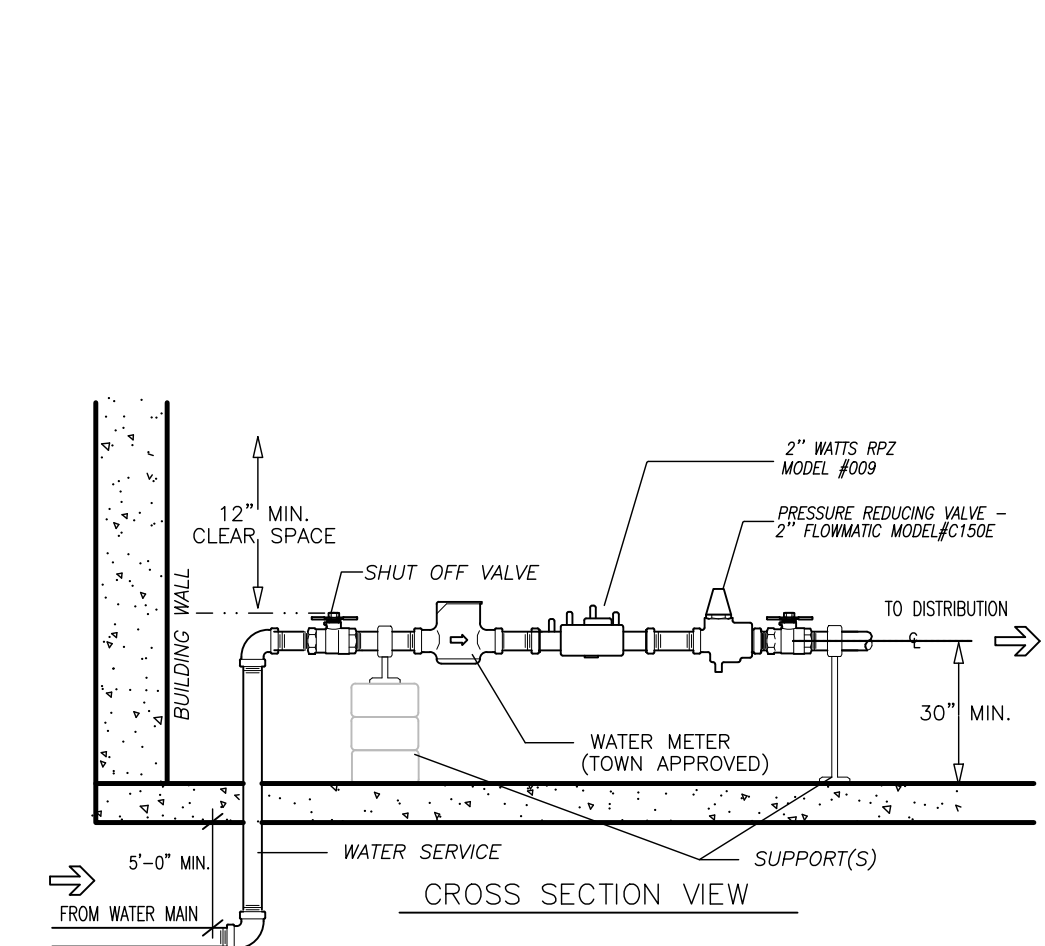 2" WATTS RPZ
MODEL #009
12" MIN.
CLEAR SPACE
PRESSURE REDUCING VALVE -
2" FLOWMATIC MODEL#C150E
SHUT OFF VALVE
BUILDING WALL
TO DISTRIBUTION
℄
30" MIN.
WATER METER
(TOWN APPROVED)
5'-0" MIN.
WATER SERVICE
SUPPORT(S)
CROSS SECTION VIEW
FROM WATER MAIN